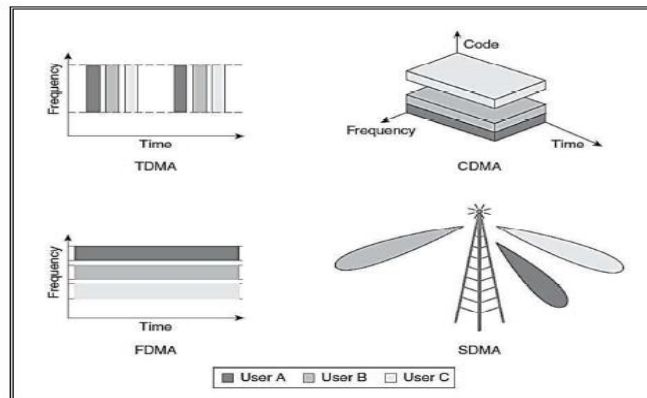 Frequency
Time
TDMA
Code
Frequency
Time
CDMA
Frequency
Time
FDMA
SDMA
User A
User B
User C